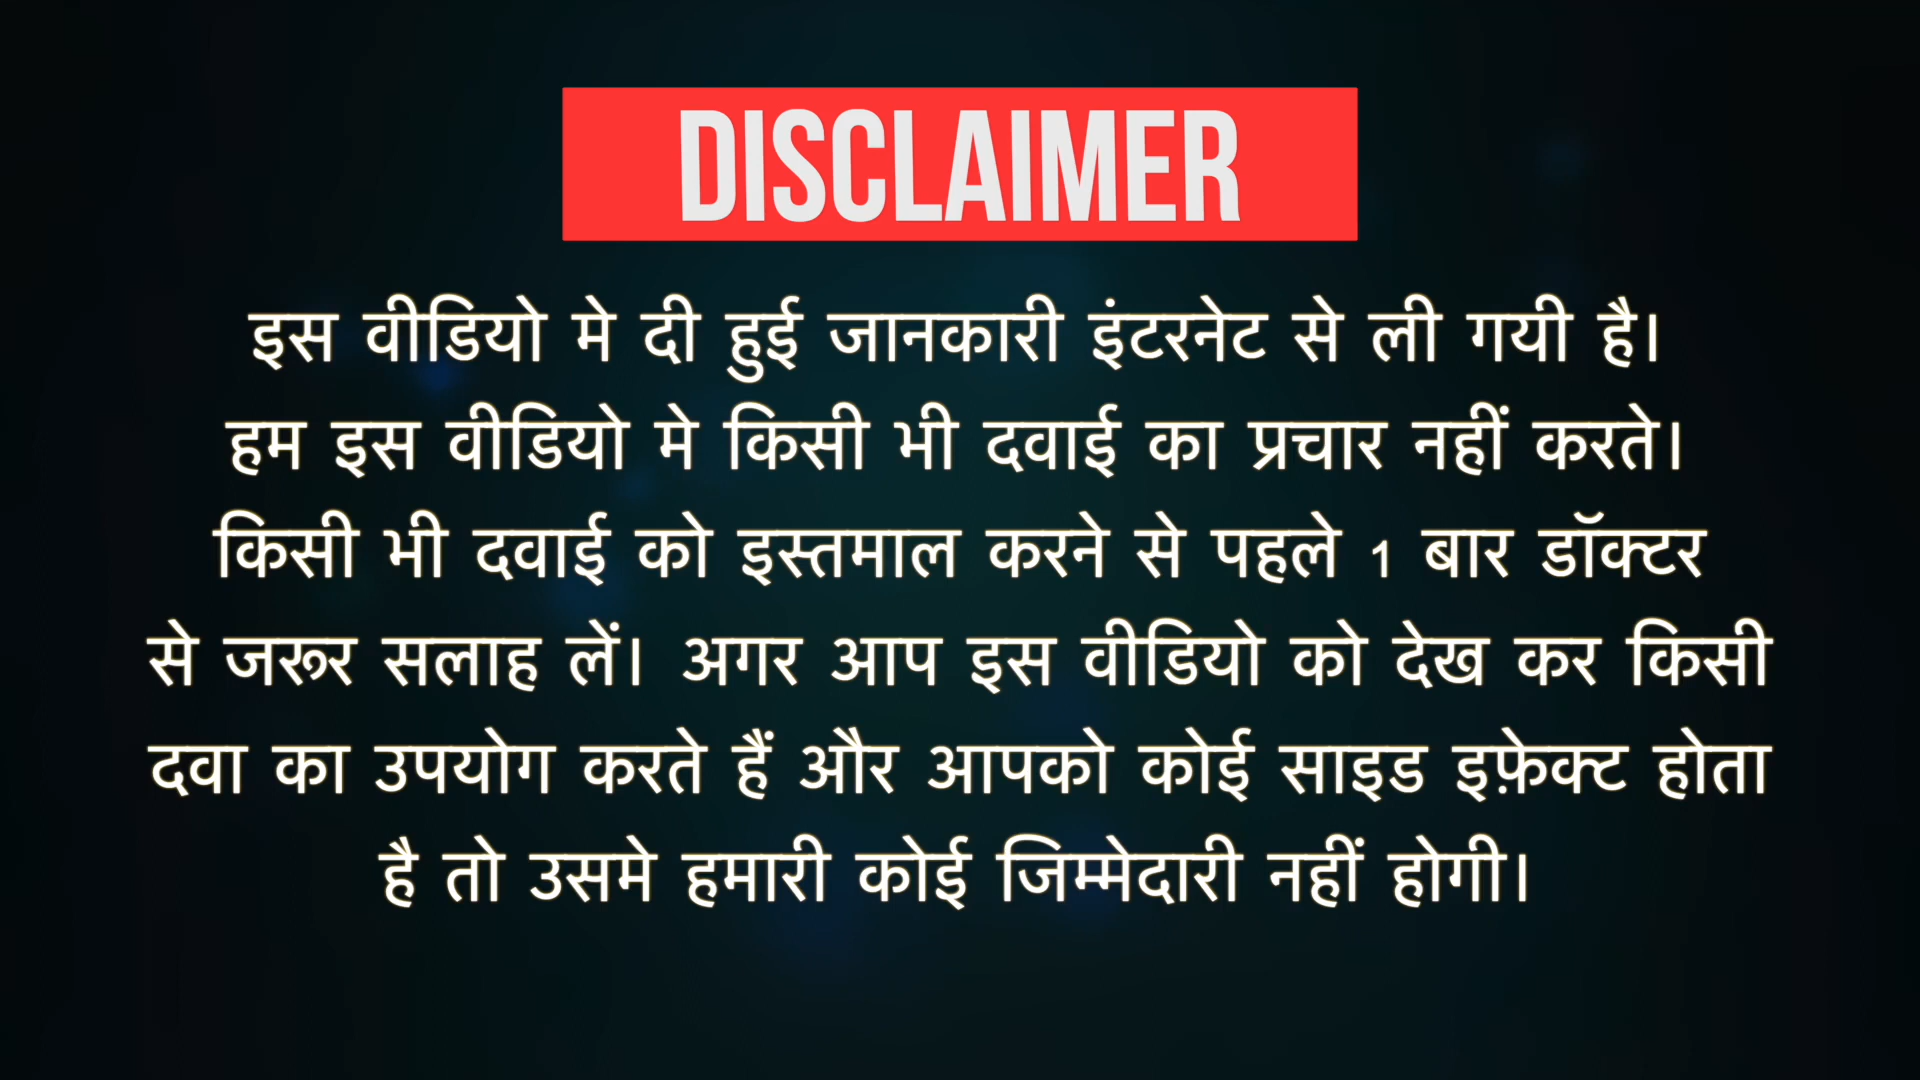 DISCLAIMER
इस वीडियो मे दी हुई जानकारी इंटरनेट से ली गयी है।
हम इस वीडियो मे किसी भी दवाई का प्रचार नहीं करते।
किसी भी दवाई को इस्तमाल करने से पहले 1 बार डॉक्टर
से जरूर सलाह लें। अगर आप इस वीडियो को देख कर किसी
दवा का उपयोग करते हैं और आपको कोई साइड इफ़ेक्ट होता
है तो उसमे हमारी कोई जिम्मेदारी नहीं होगी।